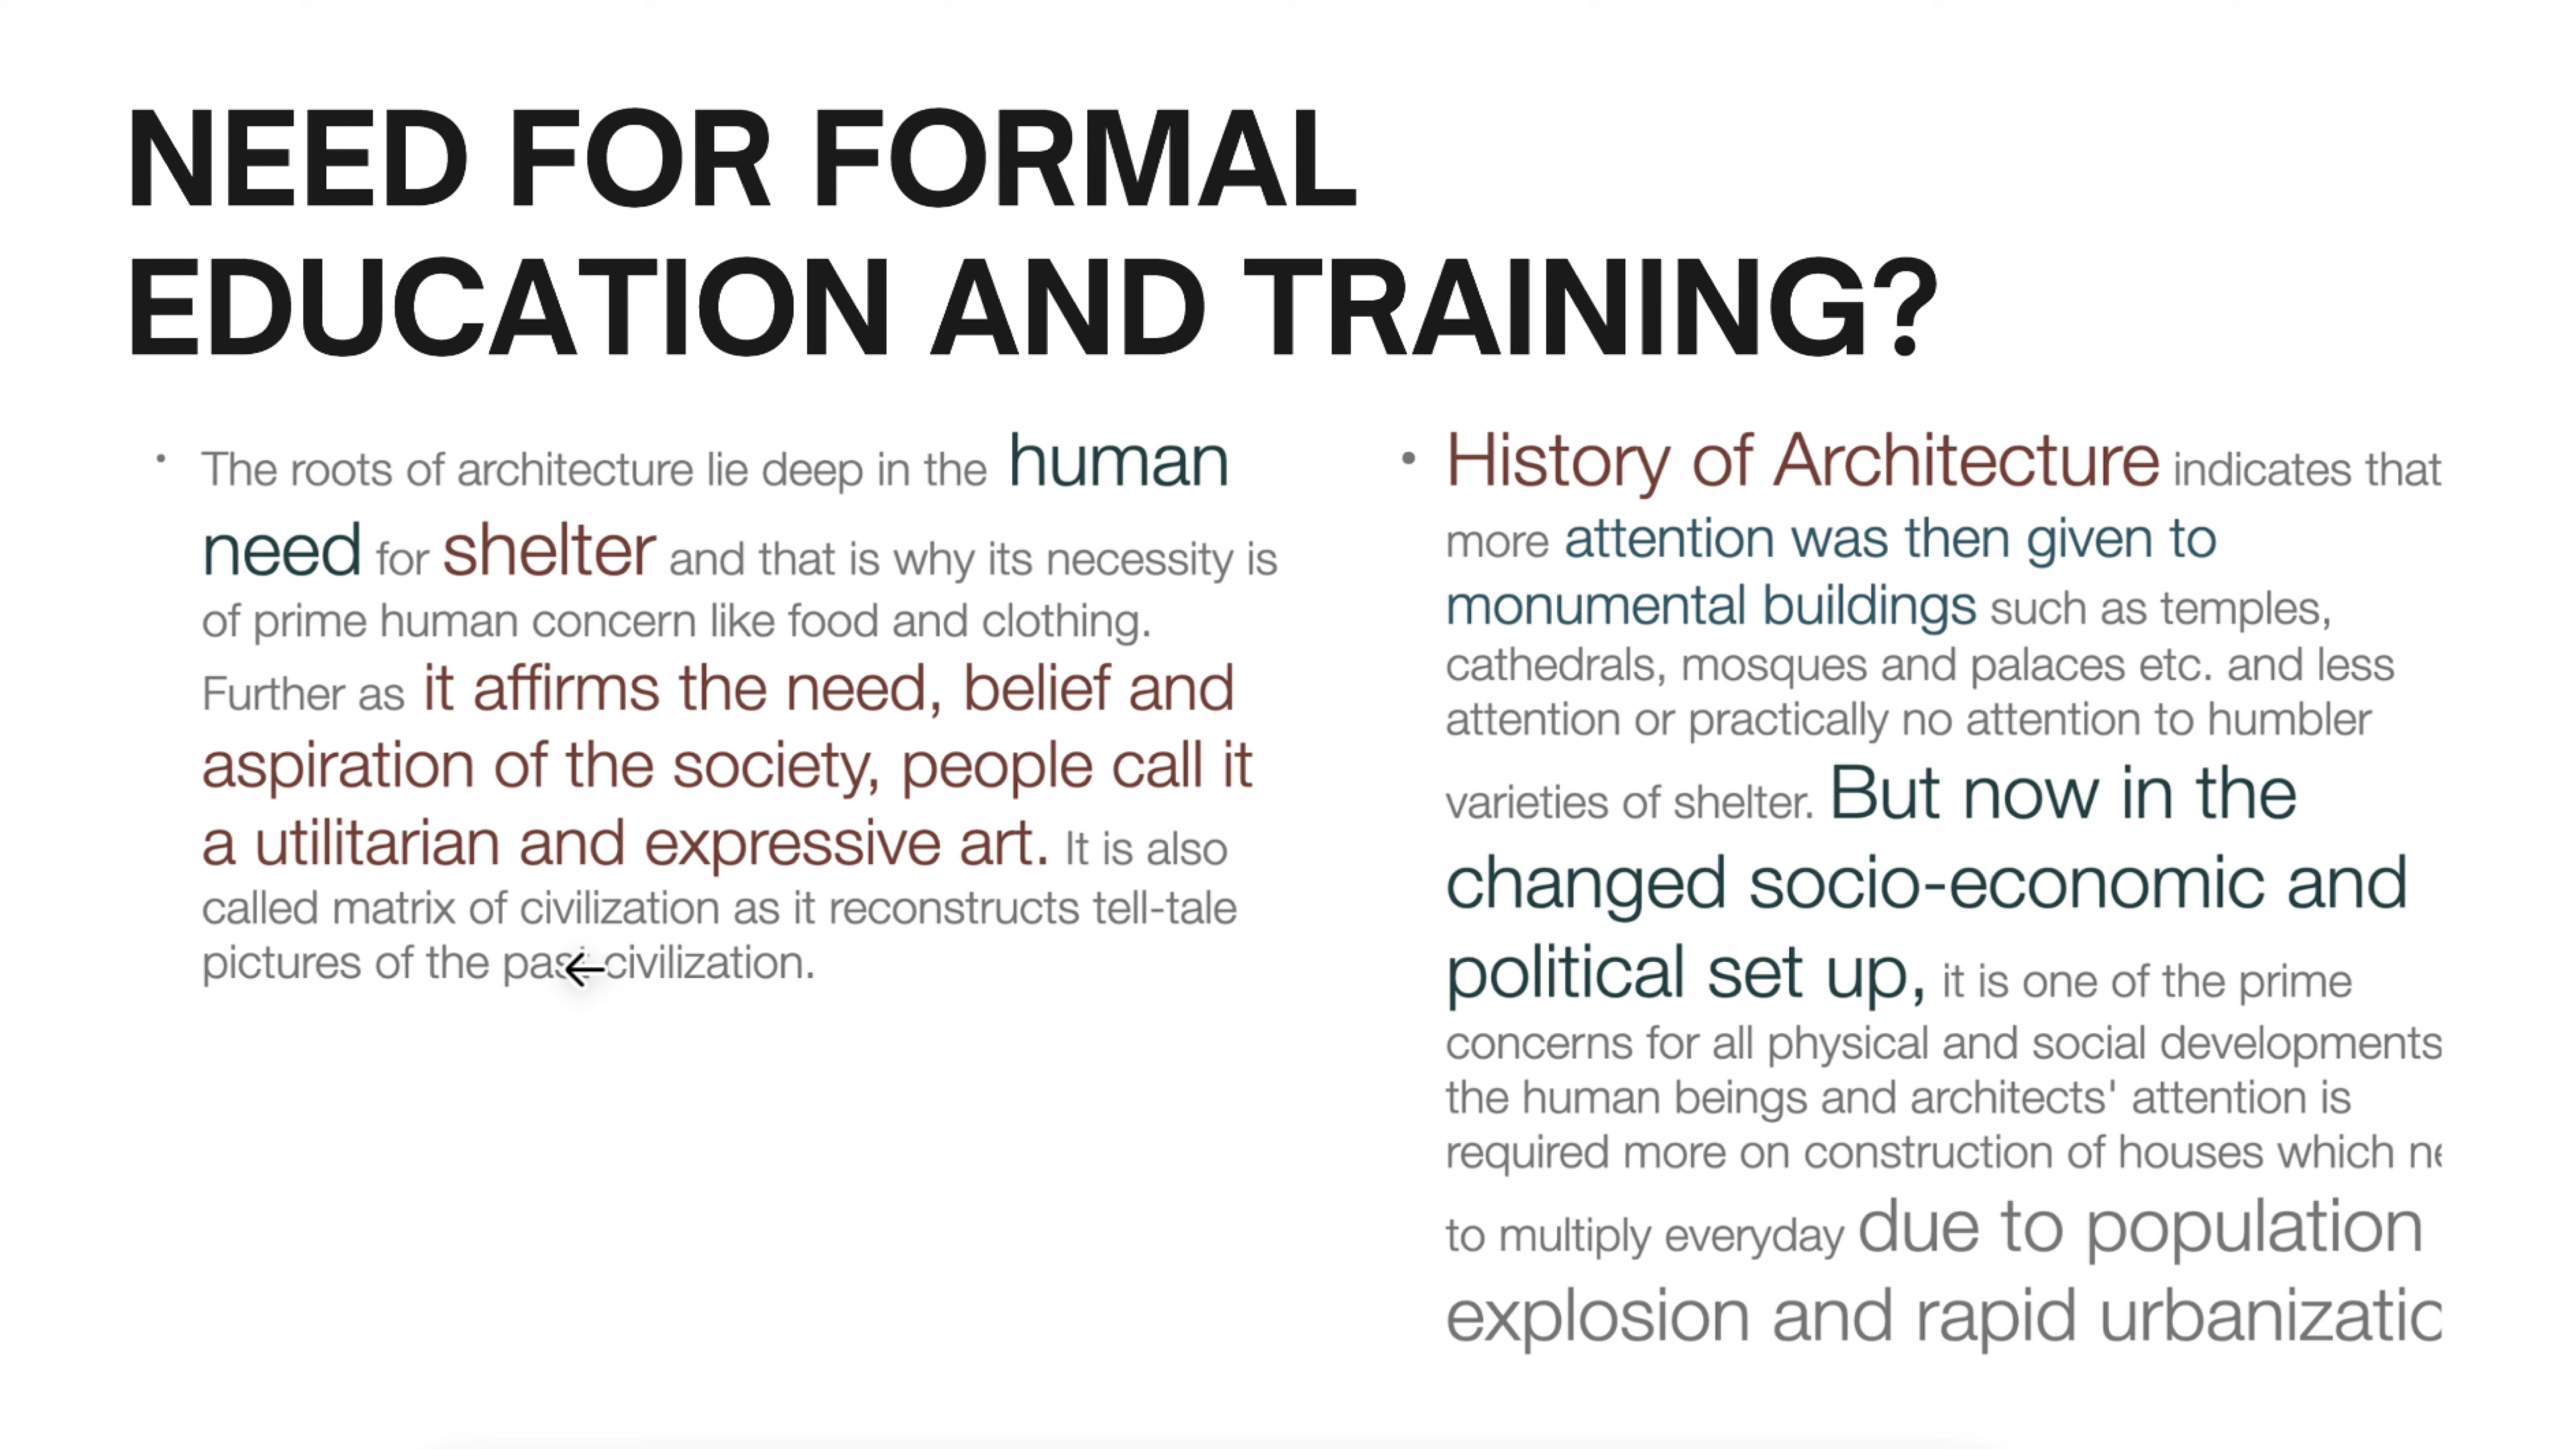 NEED FOR FORMAL
EDUCATION AND TRAINING?
• The roots of architecture lie deep in the human
need for shelter and that is why its necessity is
of prime human concern like food and clothing.
Further as it affirms the need, belief and
aspiration of the society, people call it
a utilitarian and expressive art. It is also
called matrix of civilization as it reconstructs tell-tale
pictures of the past civilization.
• History of Architecture indicates that
more attention was then given to
monumental buildings such as temples,
cathedrals, mosques and palaces etc. and less
attention or practically no attention to humbler
varieties of shelter. But now in the
changed socio-economic and
political set up, it is one of the prime
concerns for all physical and social developments
the human beings and architects' attention is
required more on construction of houses which
to multiply everyday due to population
explosion and rapid